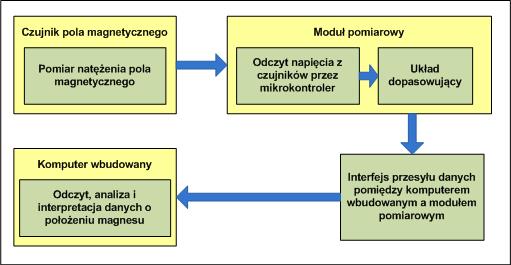 Czujnik pola magnetycznego
Pomiar natężenia pola
magnetycznego
Moduł pomiarowy
Odczyt napięcia z
czujników przez
mikrokontroler
Układ
dopasowujący
Interfejs przesyłu danych
pomiędzy komputerem
wbudowanym a modułem
pomiarowym
Komputer wbudowany
Odczyt, analiza i
interpretacja danych o
położeniu magnesu